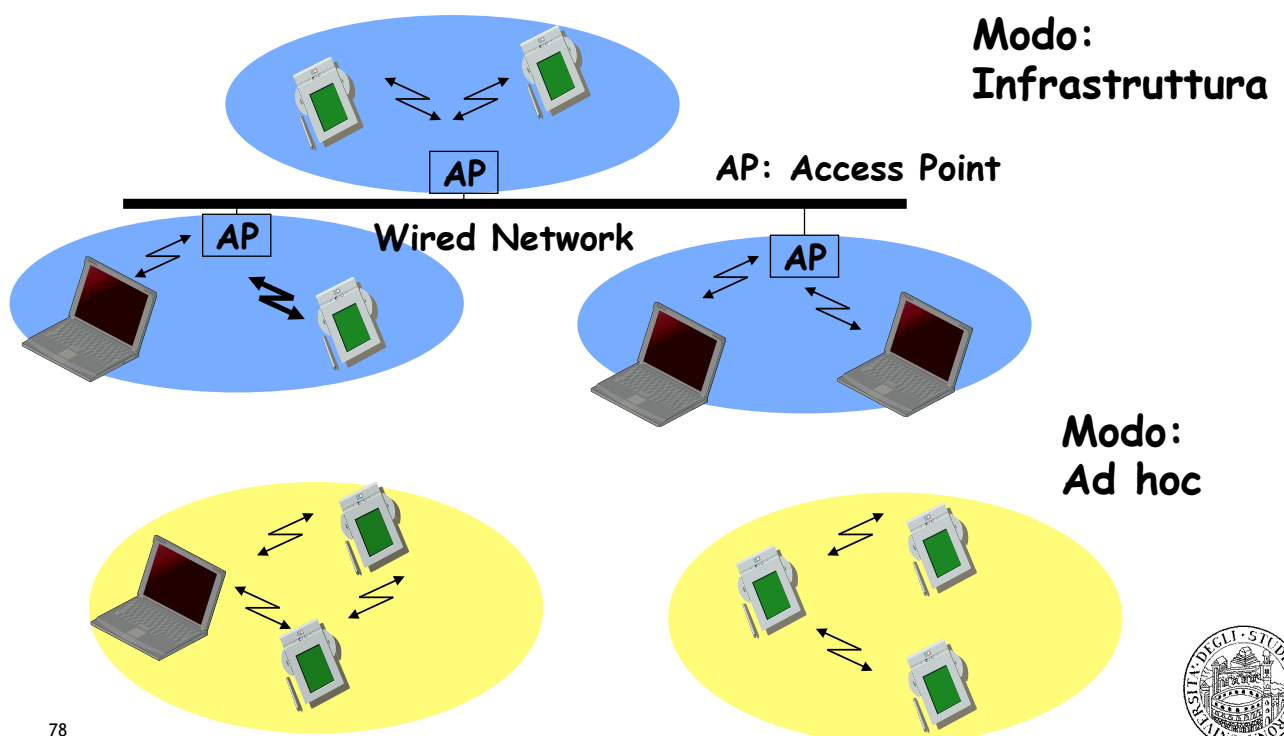 Modo:
Infrastruttura
AP
AP: Access Point
AP
Wired Network
AP
Modo:
Ad hoc
78